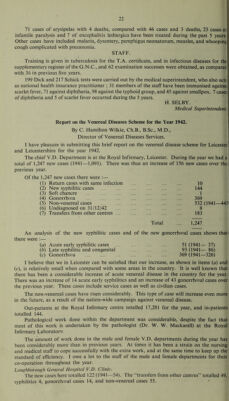 22
71 cases of erysipelas with 4 deaths, compared with 46 cases and 3 deaths, 23 cases of
infantile paralysis and 7 of encephalitis lethargica have been treated during the past 5 years.
Other cases have included malaria, dysentery, pemphigus neonatorum, measles, and whooping
cough complicated with pneumonia.
STAFF.
Training is given in tuberculosis for the T.A. certificate, and in infectious diseases for the
supplementary register of the G.N.C., and 42 examination successes were obtained, as compared
with 36 in previous five years.
199 Dick and 217 Schick tests were carried out by the medical superintendent, who also acts
as national health insurance practitioner ; 31 members of the staff have been immunised against
scarlet fever, 71 against diphtheria, 98 against the typhoid group, and 65 against smallpox. 7 cases
of diphtheria and 5 of scarlet fever occurred during the 5 years.
H. SELBY,
Medical Superintendent.
Report on the Venereal Diseases Scheme for the Year 1942.
By C. Hamilton Wilkie, Ch.B., B.Sc., M.D.,
Director of Venereal Diseases Services.
I have pleasure in submitting this brief report on the venereal disease scheme for Leicester
and Leicestershire for the year 1942.
The chief V.D. Department is at the Royal Infirmary, Leicester. During the year we had a
total of 1,247 new cases (1941—1,091). There was thus an increase of 156 new cases over the
previous year.
Of the 1,247 new cases there were :—
(1) Return cases with same infection 10
(2) New syphilitic cases 144
(3) Soft chancre 1
(4) Gonorrhœa 369
(5) Non-venereal cases 532 (1941—44
(6) Undiagnosed on 31/12/42 8
(7) Transfers from other centres 183
Total 1,247
An analysis of the new syphilitic cases and of the new gonorrhœal cases shows that
there were :—
(a) Acute early syphilitic cases 51 (1941— 37)
(b) Late syphilitic and congenital 93 (1941— 86)
(c) Gonorrhœa 369 (1941—326)
I believe that we in Leicester can be satisfied that our increase, as shown in items (a) and
(c), is relatively small when compared with some areas in the country. It is well known that
there has been a considerable increase of acute venereal disease in the country for the year.
There was an increase of 14 acute early syphilitics and an increase of 43 gonorrhœal cases over
the previous year. These cases include service cases as well as civilian cases.
The non-venereal cases have risen considerably. This type of case will increase even more
in the future, as a result of the nation-wide campaign against venereal disease.
Out-patients at the Royal Infirmary centre totalled 17,281 for the year, and in-patients
totalled 144.
Pathological work done within the department was considerable, despite the fact that
most of this work is undertaken by the pathologist (Dr. W. W. Mackarell) at the Royal
Infirmary Laboratory.
The amount of work done in the male and female V.D. departments during the year has
been considerably more than in previous years. At times it has been a strain on the nursing
and medical staff to cope successfully with the extra work, and at the same time to keep up the
standard of efficiency. I owe a lot to the staff of the male and female departments for their
co-operation throughout the year.
Loughborough General Hospital V.D. Clinic.
The new cases here totalled 122 (1941—54). The “transfers from other centres” totalled 49,
syphilitics 4, gonorrhœal cases 14, and non-venereal cases 55.